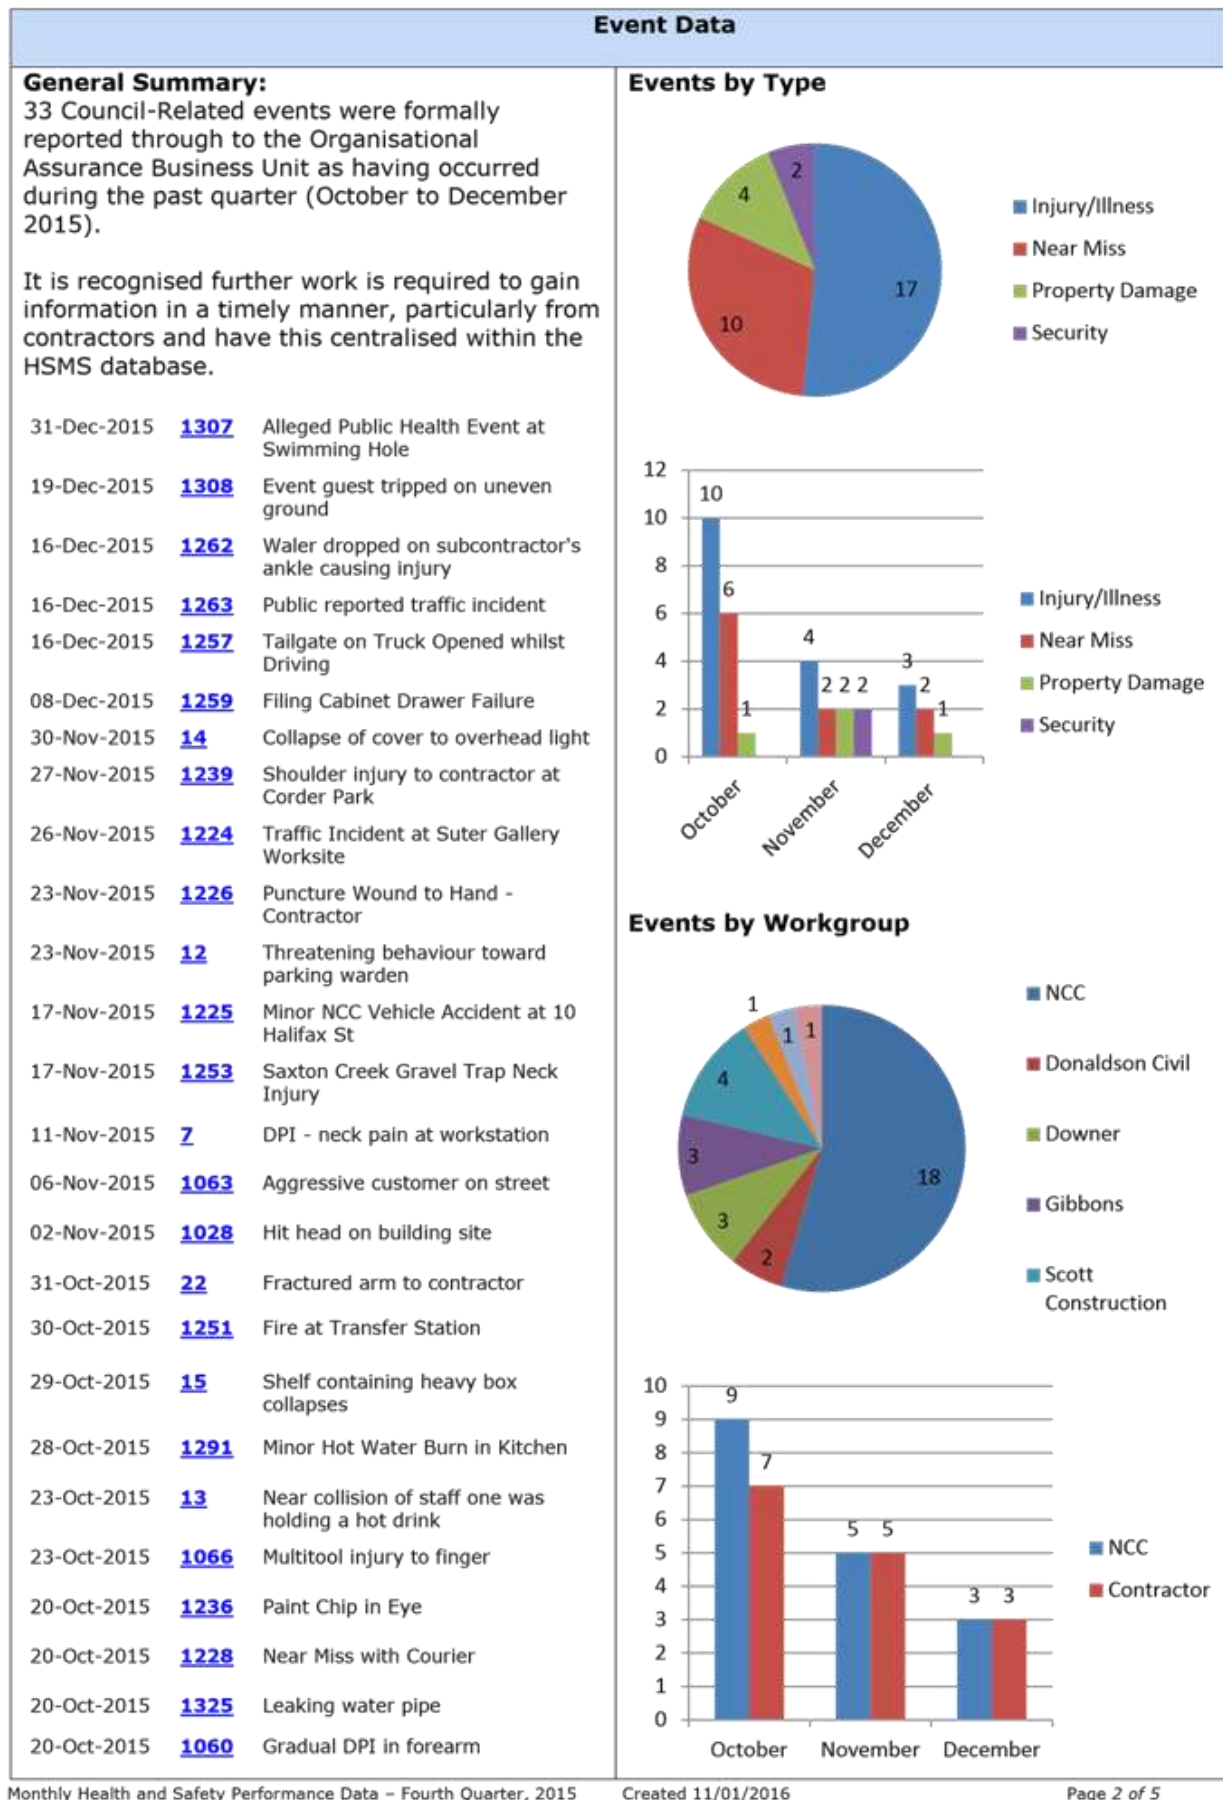 Event Data
General Summary:
33 Council-Related events were formally
reported through to the Organisational
Assurance Business Unit as having occurred
during the past quarter (October to December
2015).
It is recognised further work is required to gain
information in a timely manner, particularly from
contractors and have this centralised within the
HSMS database.
31-Dec-2015 1307 Alleged Public Health Event at
Swimming Hole
19-Dec-2015 1308 Event guest tripped on uneven
ground
16-Dec-2015 1262 Waler dropped on subcontractor's
ankle causing injury
16-Dec-2015 1263 Public reported traffic incident
16-Dec-2015 1257 Tailgate on Truck Opened whilst
Driving
08-Dec-2015 1259 Filing Cabinet Drawer Failure
30-Nov-2015 14 Collapse of cover to overhead light
27-Nov-2015 1239 Shoulder injury to contractor at
Corder Park
26-Nov-2015 1224 Traffic Incident at Suter Gallery
Worksite
23-Nov-2015 1226 Puncture Wound to Hand -
Contractor
23-Nov-2015 12 Threatening behaviour toward
parking warden
17-Nov-2015 1225 Minor NCC Vehicle Accident at 10
Halifax St
17-Nov-2015 1253 Saxton Creek Gravel Trap Neck
Injury
11-Nov-2015 7 DPI - neck pain at workstation
06-Nov-2015 1063 Aggressive customer on street
02-Nov-2015 1028 Hit head on building site
31-Oct-2015 22 Fractured arm to contractor
30-Oct-2015 1251 Fire at Transfer Station
29-Oct-2015 15 Shelf containing heavy box
collapses
28-Oct-2015 1291 Minor Hot Water Burn in Kitchen
23-Oct-2015 13 Near collision of staff one was
holding a hot drink
23-Oct-2015 1066 Multitool injury to finger
20-Oct-2015 1236 Paint Chip in Eye
20-Oct-2015 1228 Near Miss with Courier
20-Oct-2015 1325 Leaking water pipe
20-Oct-2015 1060 Gradual DPI in forearm
Events by Type
2
4
17
10
Injury/Illness
Near Miss
Property Damage
Security
12
10
8
6
4
2
0
10
6
1
4
2 2 2
3
2
1
October
November
December
Injury/Illness
Near Miss
Property Damage
Security
Events by Workgroup
1
1 1
4
3
3
2
18
NCC
Donaldson Civil
Downer
Gibbons
Scott
Construction
10
9
8
7
6
5
4
3
2
1
0
9
7
5 5
3 3
October November December
NCC
Contractor
Monthly Health and Safety Performance Data – Fourth Quarter, 2015 Created 11/01/2016 Page 2 of 5